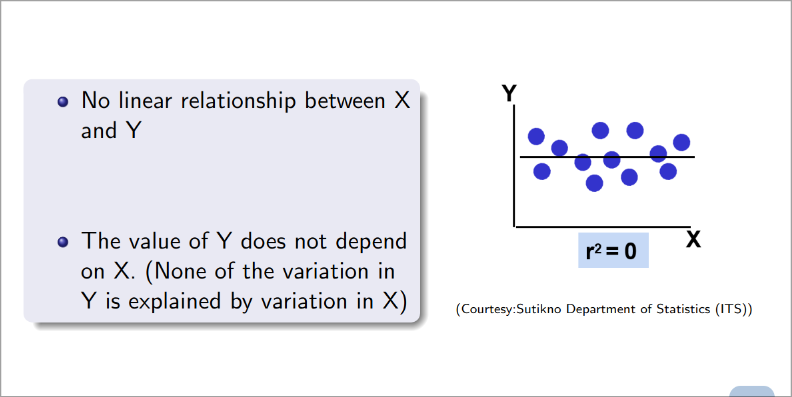 No linear relationship between X
and Y
The value of Y does not depend
on X. (None of the variation in
Y is explained by variation in X)
Y
X
r² = 0
(Courtesy:Sutikno Department of Statistics (ITS))